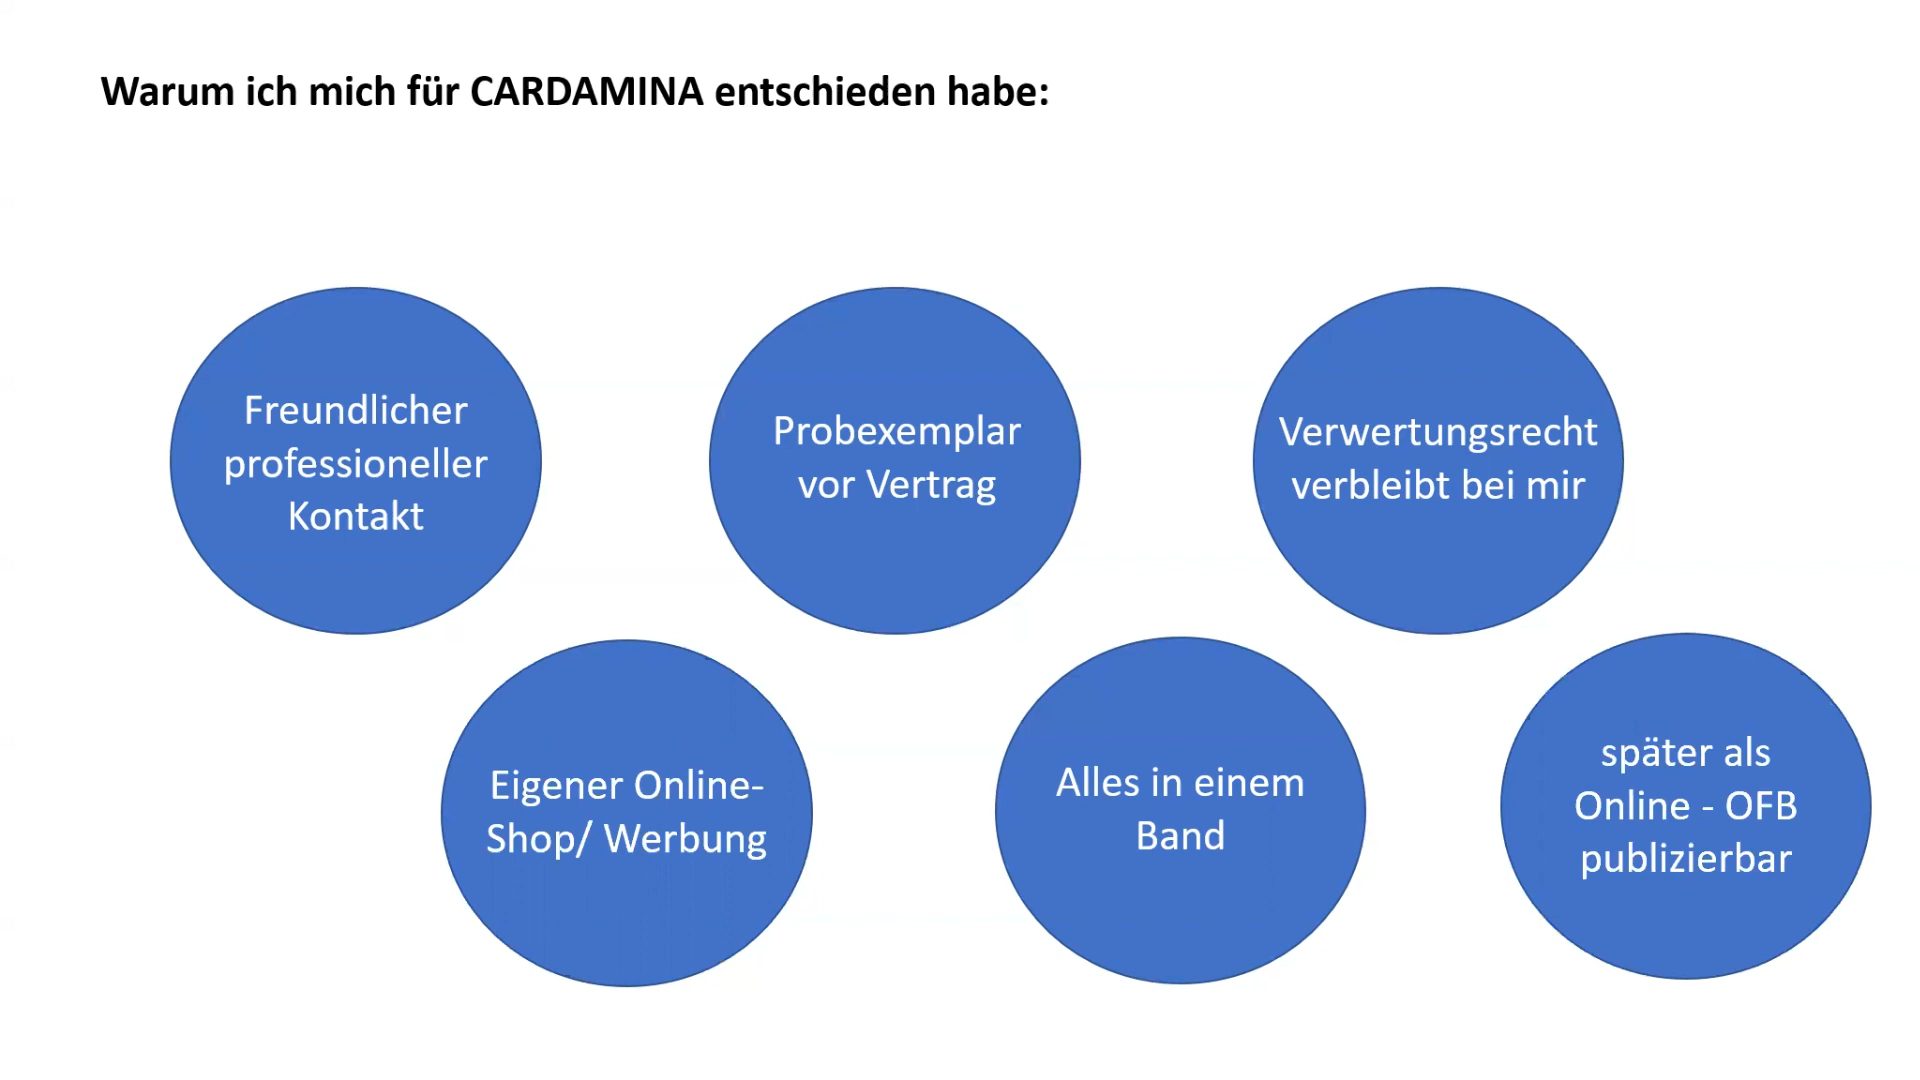 Warum ich mich für CARDAMINA entschieden habe:
Freundlicher
professioneller
Kontakt
Probexemplar
vor Vertrag
Verwertungsrecht
verbleibt bei mir
Eigener Online-
Shop/ Werbung
Alles in einem
Band
später als
Online - OFB
publizierbar